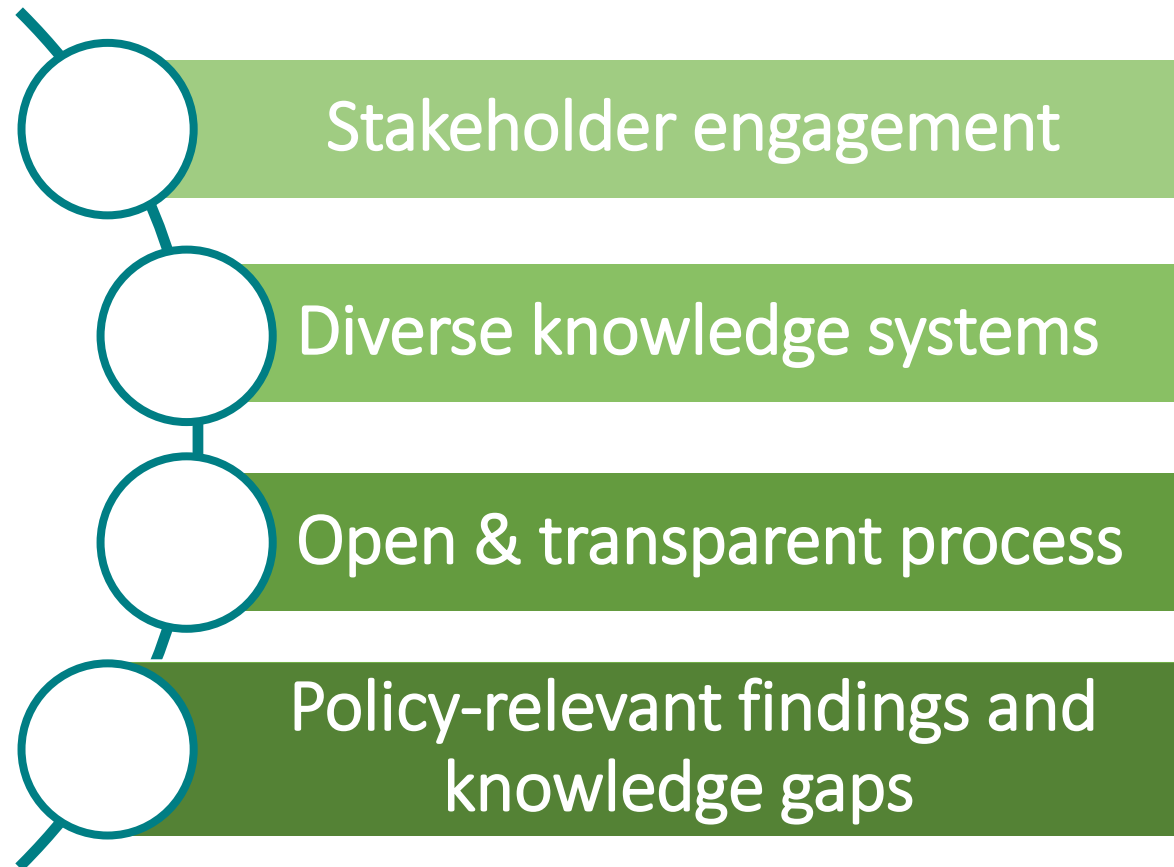 Stakeholder engagement
Diverse knowledge systems
Open & transparent process
Policy-relevant findings and
knowledge gaps